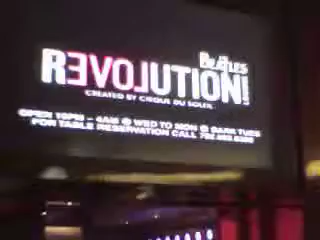 BEATLES
REVOLUTION
CREATED BY CIRQUE DU SOLEIL
OPEN 10PM - 4AM @ WED TO MON @ DARK TUES
FOR TABLE RESERVATION CALL